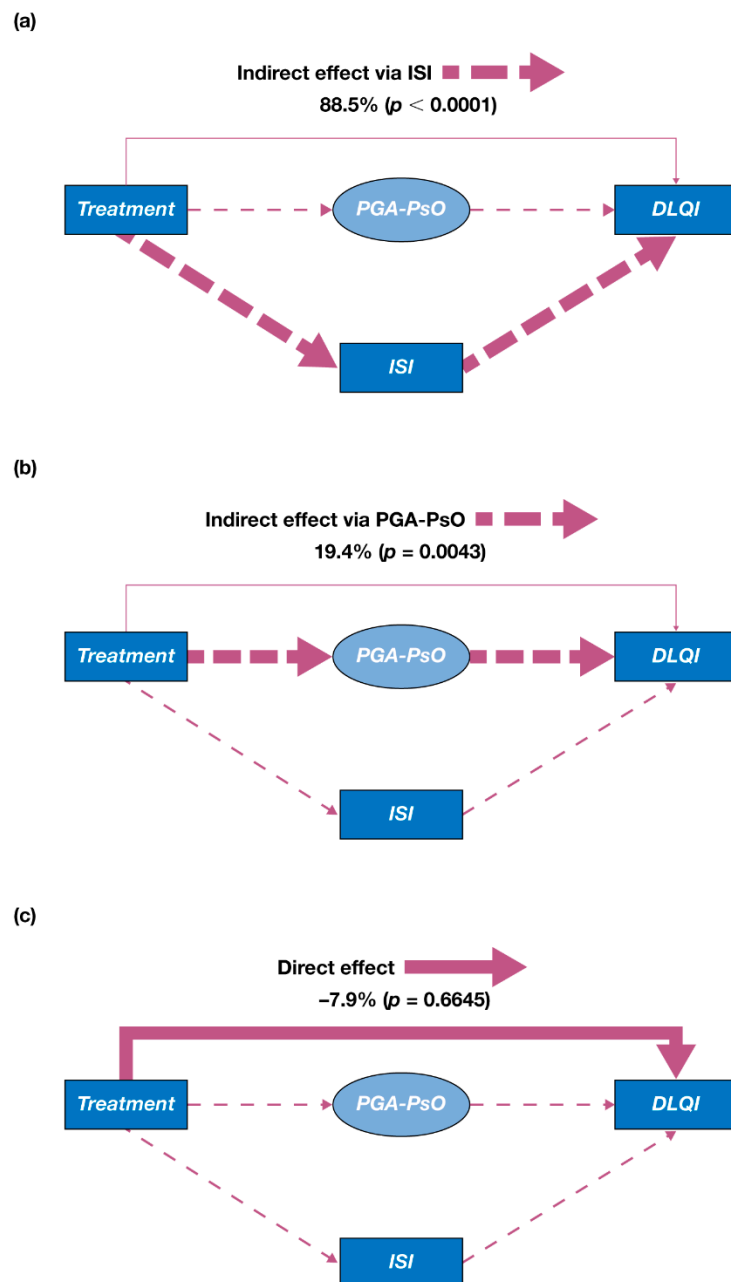 (a)
Indirect effect via ISI
88.5% (p < 0.0001)
Treatment
PGA-PsO
DLQI
ISI
(b)
Indirect effect via PGA-PsO
19.4% (p = 0.0043)
Treatment
PGA-PsO
DLQI
ISI
(c)
Direct effect
–7.9% (p = 0.6645)
Treatment
PGA-PsO
DLQI
ISI